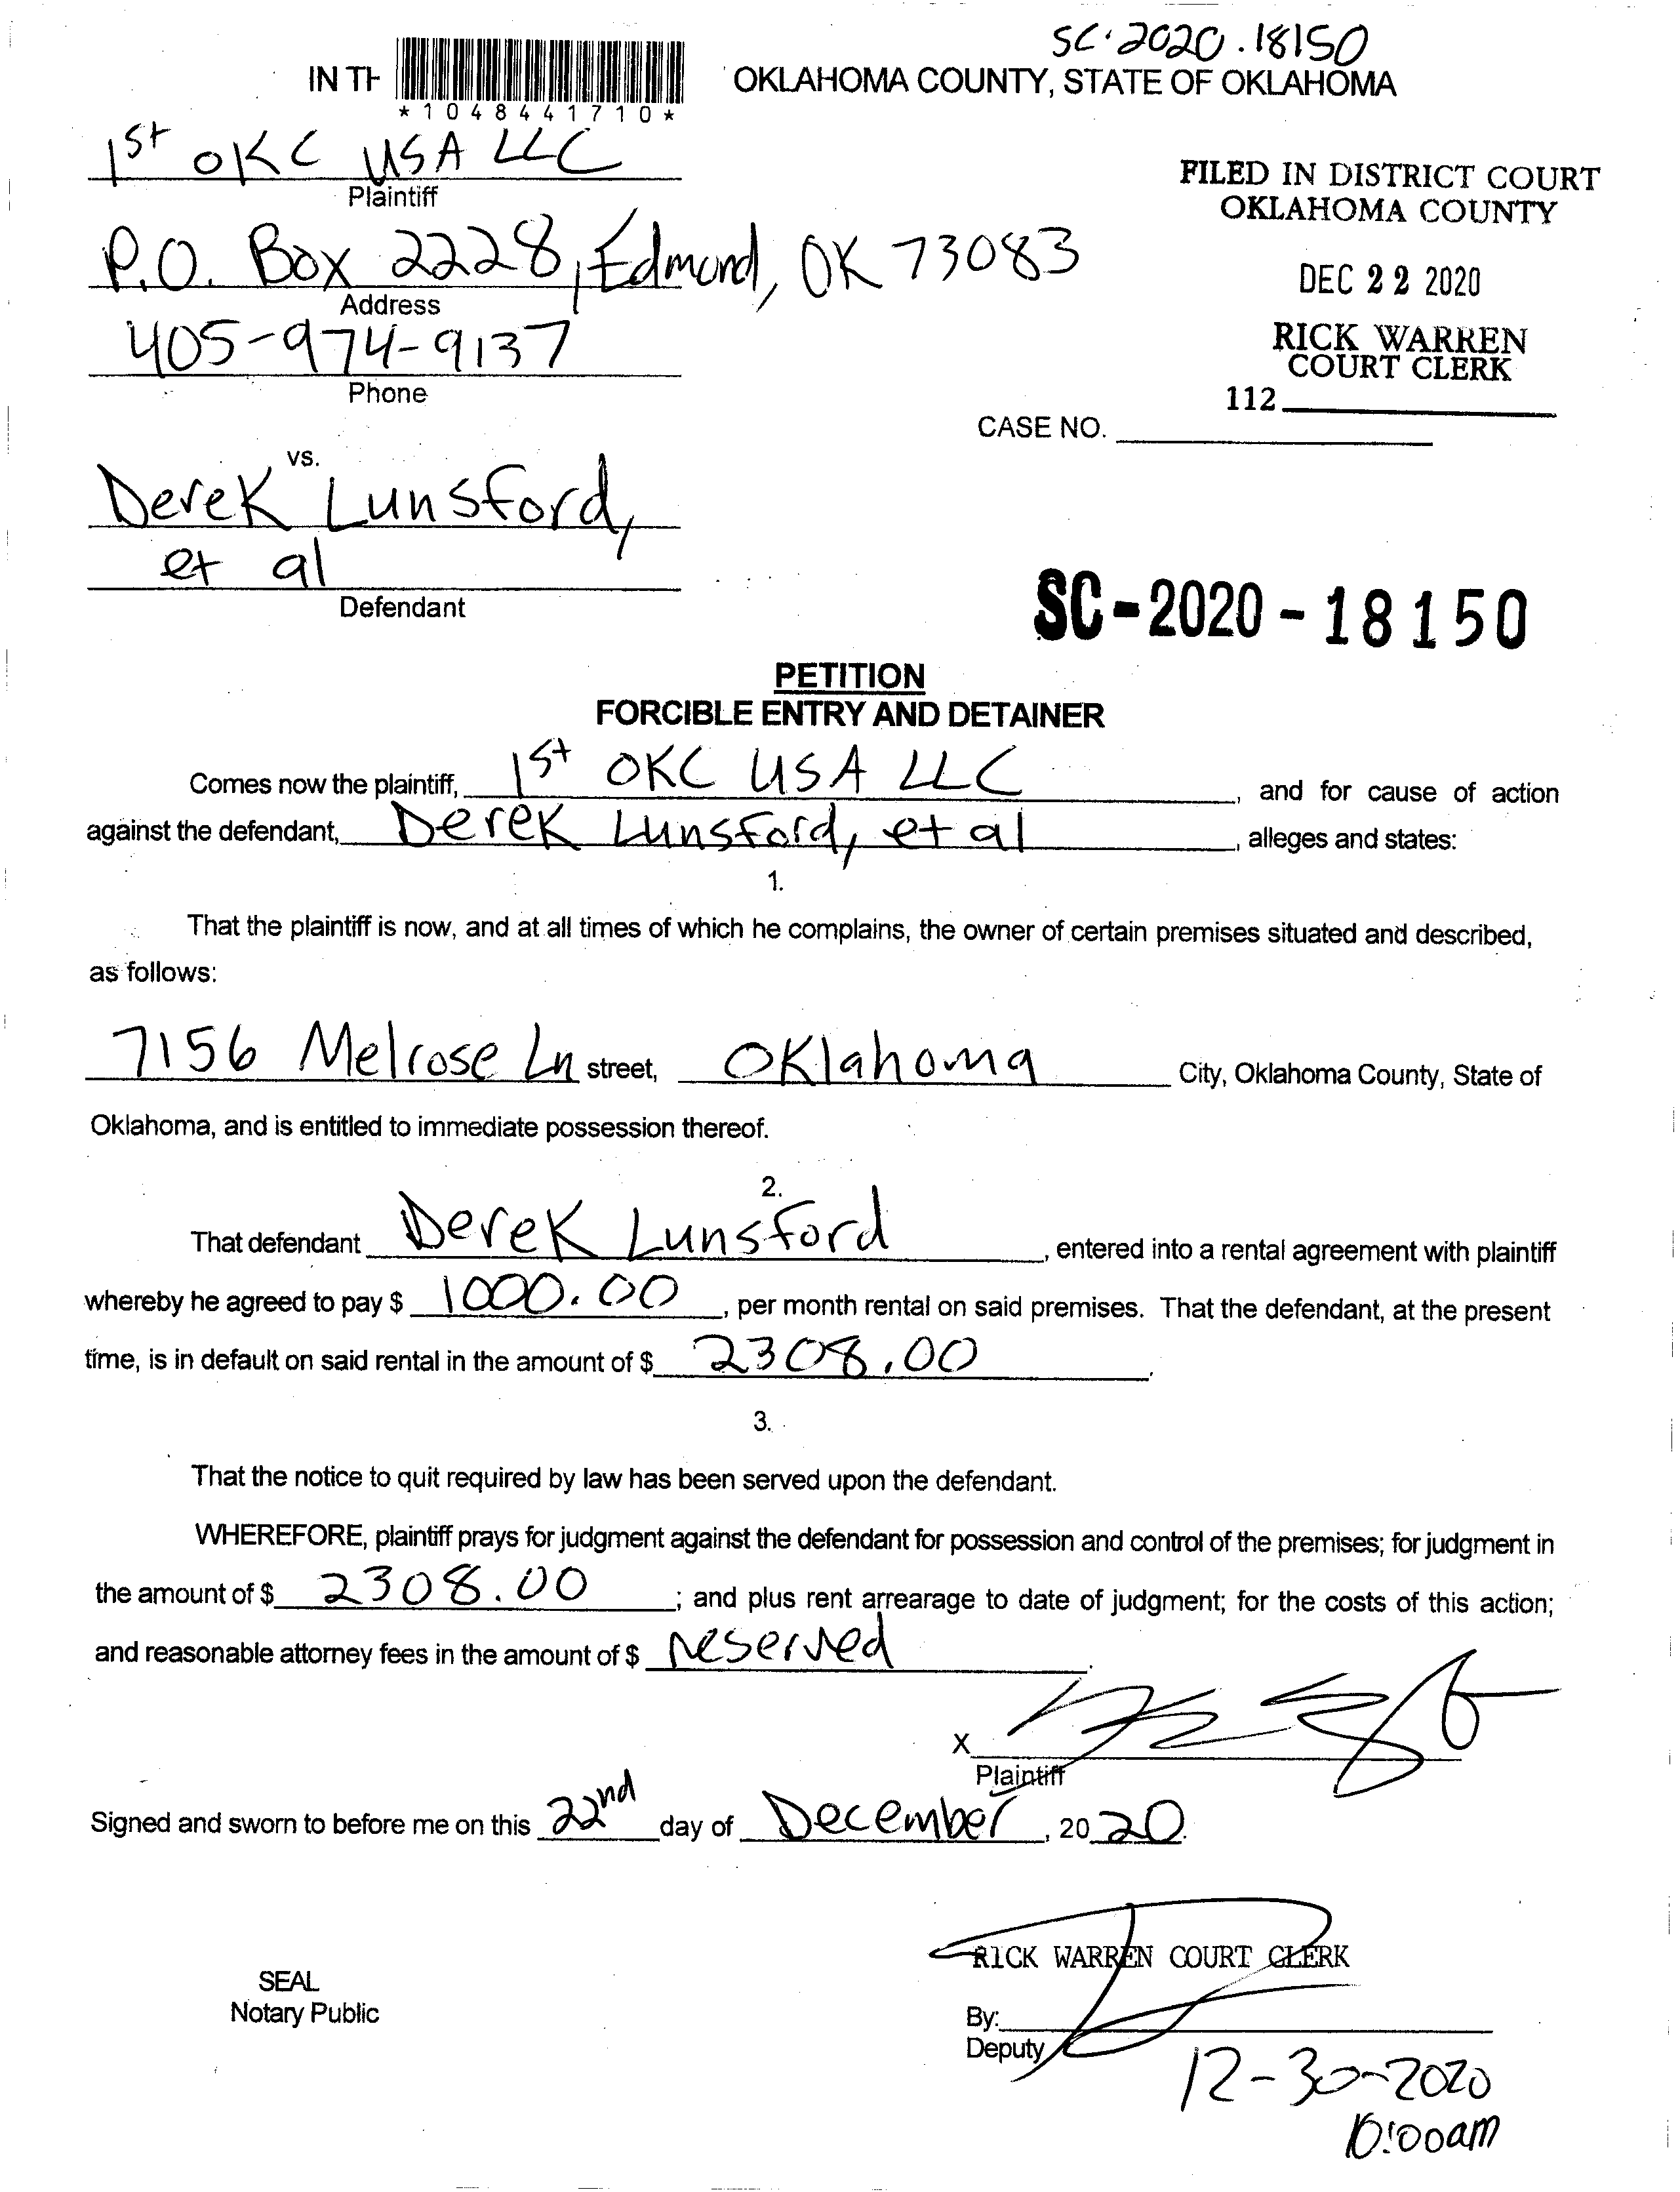 SC-2020-18150
IN TH
OKLAHOMA COUNTY, STATE OF OKLAHOMA
*1048441710*
1st OKC USA LLC
Plaintiff
FILED IN DISTRICT COURT
OKLAHOMA COUNTY
P.O. Box 2228, Edmond, OK 73083
Address
DEC 22 2020
405-974-9137
Phone
RICK WARREN
COURT CLERK
112
CASE NO.
vs.
Derek Lunsford,
et al
Defendant
SC-2020-18150
PETITION
FORCIBLE ENTRY AND DETAINER
Comes now the plaintiff, 1st OKC USA LLC, and for cause of action
against the defendant, Derek Lunsford, et al, alleges and states:
1.
That the plaintiff is now, and at all times of which he complains, the owner of certain premises situated and described,
as follows:
7156 Melrose Ln street, Oklahoma City, Oklahoma County, State of
Oklahoma, and is entitled to immediate possession thereof.
2.
That defendant Derek Lunsford, entered into a rental agreement with plaintiff
whereby he agreed to pay $ 1000.00, per month rental on said premises. That the defendant, at the present
time, is in default on said rental in the amount of $ 2308.00.
3.
That the notice to quit required by law has been served upon the defendant.
WHEREFORE, plaintiff prays for judgment against the defendant for possession and control of the premises; for judgment in
the amount of $ 2308.00; and plus rent arrearage to date of judgment; for the costs of this action;
and reasonable attorney fees in the amount of $ reserved.
X
Plaintiff
Signed and sworn to before me on this 22nd day of December, 2020.
RICK WARREN COURT CLERK
SEAL
Notary Public
By:
Deputy
12-30-2020
10:00am